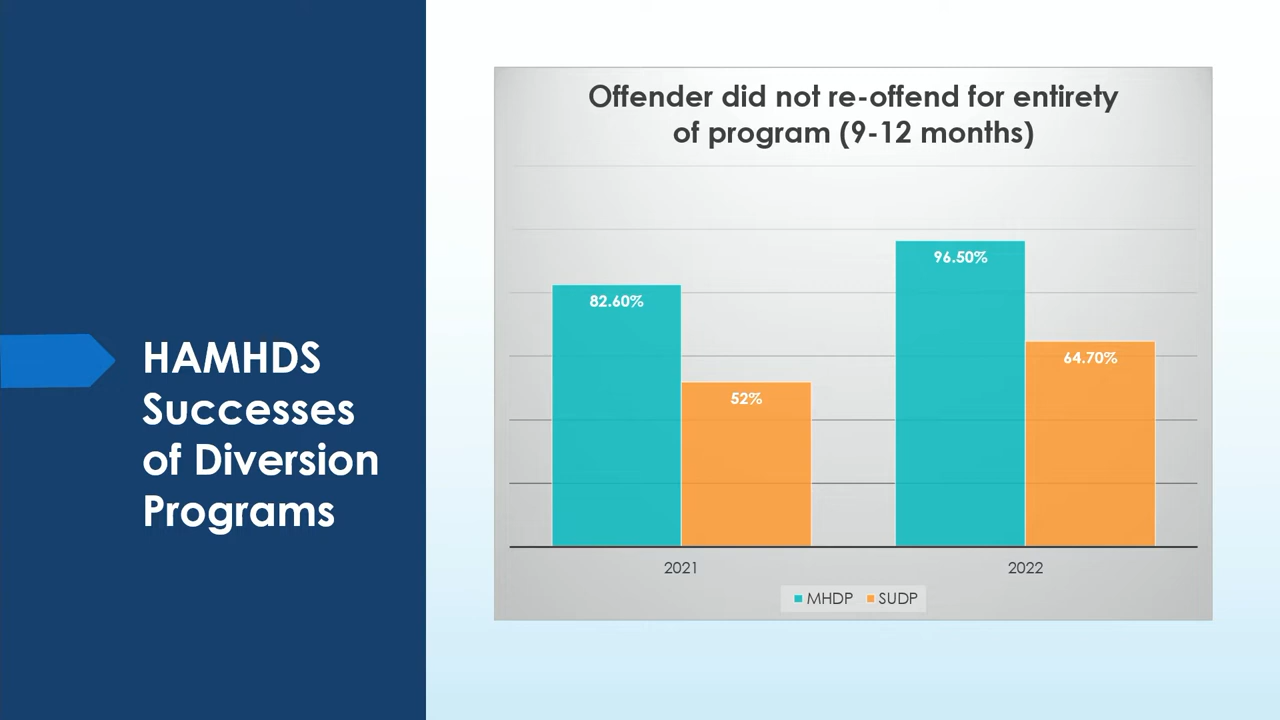 HAMHDS
Successes
of Diversion
Programs
Offender did not re-offend for entirety
of program (9-12 months)
82.60%
52%
96.50%
64.70%
2021
2022
MHDP
SUDP